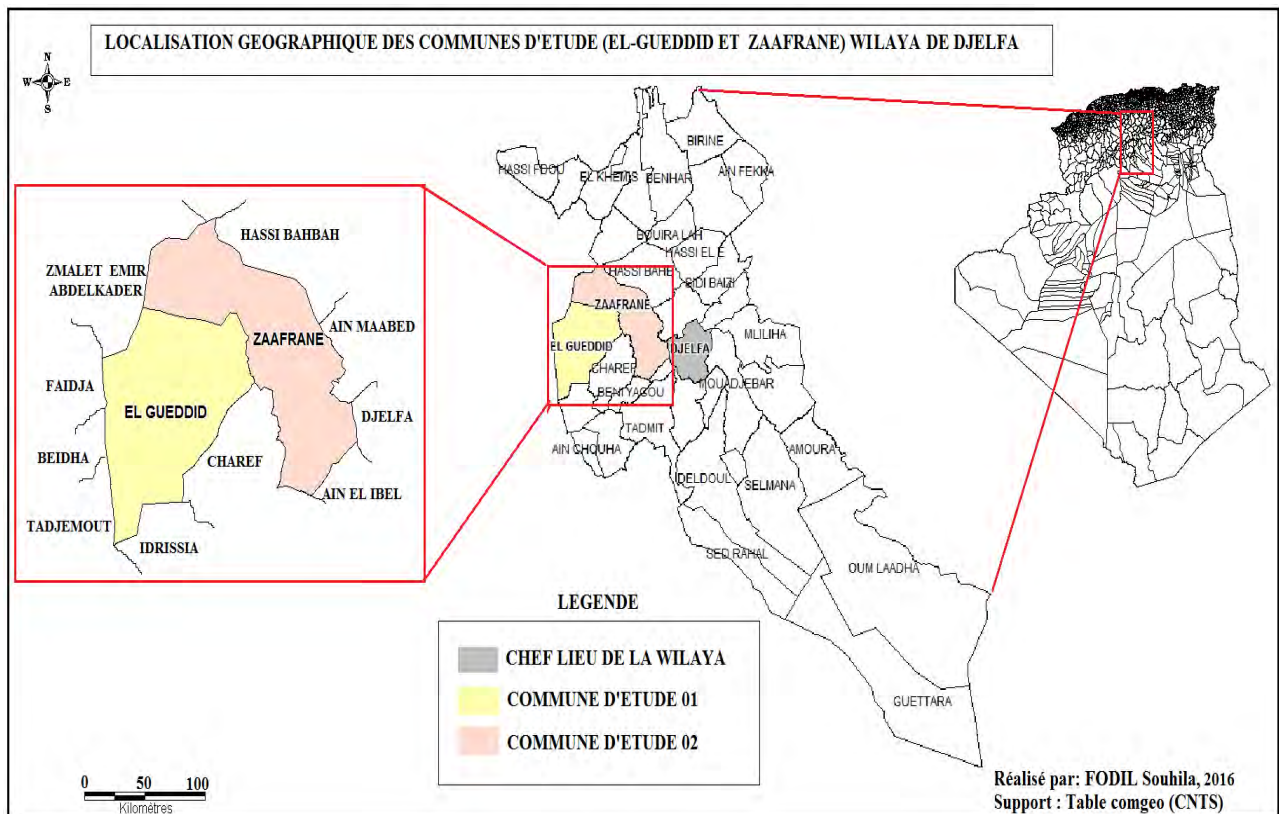 LOCALISATION GEOGRAPHIQUE DES COMMUNES D'ETUDE (EL-GUEDDID ET ZAAFRANE) WILAYA DE DJELFA
N
W E
S
HASSI BAHBAH
ZMALET EMIR
ABDELKADER
ZAAFRANE
AIN MAABED
FAIDJA
EL GUEDDID
DJELFA
BEIDHA
CHAREF
AIN EL IBEL
TADJEMOUT
IDRISSIA
BIRINE
HASSI FDOU
EL KHEMIS
BENHAR
AIN FEKKA
BOUIRA LAH
HASSI EL E
HASSI BAHB
SIDI BAIZI
ZAAFRANE
MLILIHA
EL GUEDDID
DJELFA
CHAREF
MOUADJEBAR
BENI YAGOU
TADMIT
AIN CHOUHA
AMOURA
DELDOUL
SELMANA
SED RAHAL
OUM LAADHA
GUETTARA
LEGENDE
CHEF LIEU DE LA WILAYA
COMMUNE D'ETUDE 01
COMMUNE D'ETUDE 02
0 50 100
Kilomètres
Réalisé par: FODIL Souhila, 2016
Support : Table comgeo (CNTS)